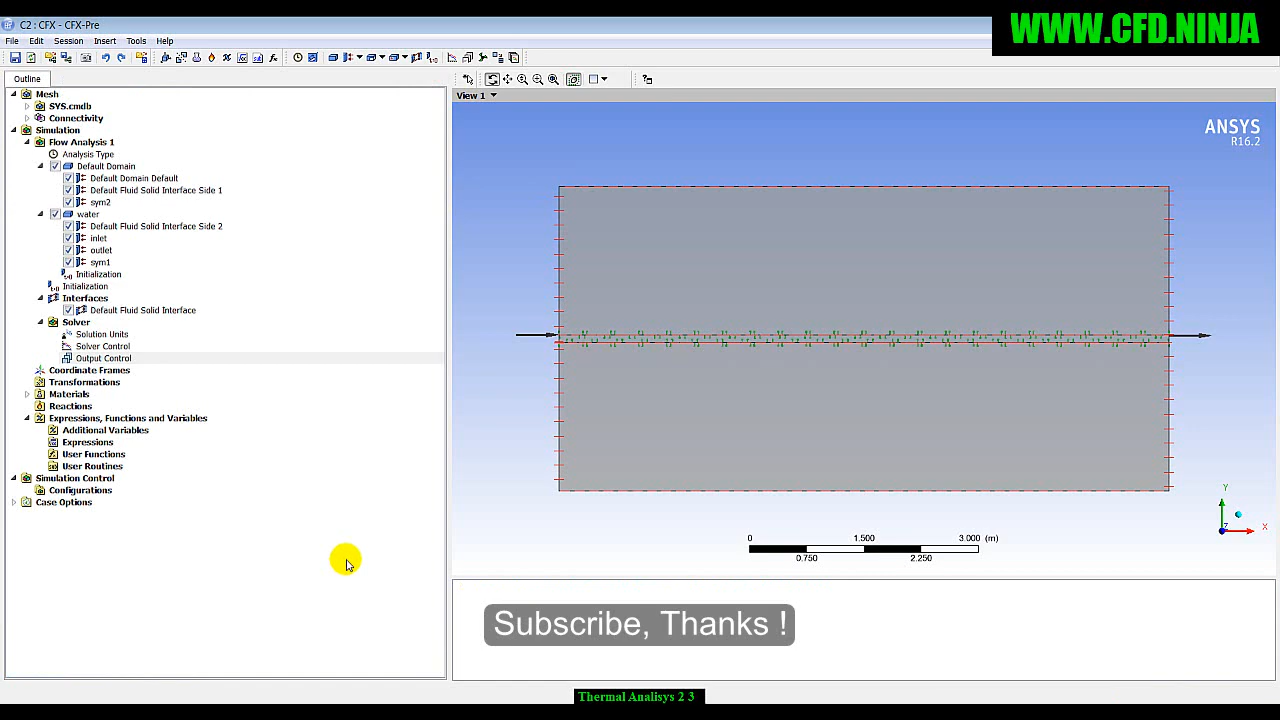 C2 : CFX - CFX-Pre
WWW.CFD.NINJA
File Edit Session Insert Tools Help
Outline
View 1
Mesh
SYS.cmdb
Connectivity
Simulation
Flow Analysis 1
Analysis Type
Default Domain
Default Domain Default
Default Fluid Solid Interface Side 1
sym2
water
Default Fluid Solid Interface Side 2
inlet
outlet
sym1
Initialization
Initialization
Interfaces
Default Fluid Solid Interface
Solver
Solution Units
Solver Control
Output Control
Coordinate Frames
Transformations
Materials
Reactions
Expressions, Functions and Variables
Additional Variables
Expressions
User Functions
User Routines
Simulation Control
Configurations
Case Options
ANSYS
R16.2
Y
X
Z
0 1.500 3.000 (m)
0.750 2.250
Subscribe, Thanks !
Thermal Analisys 2 3